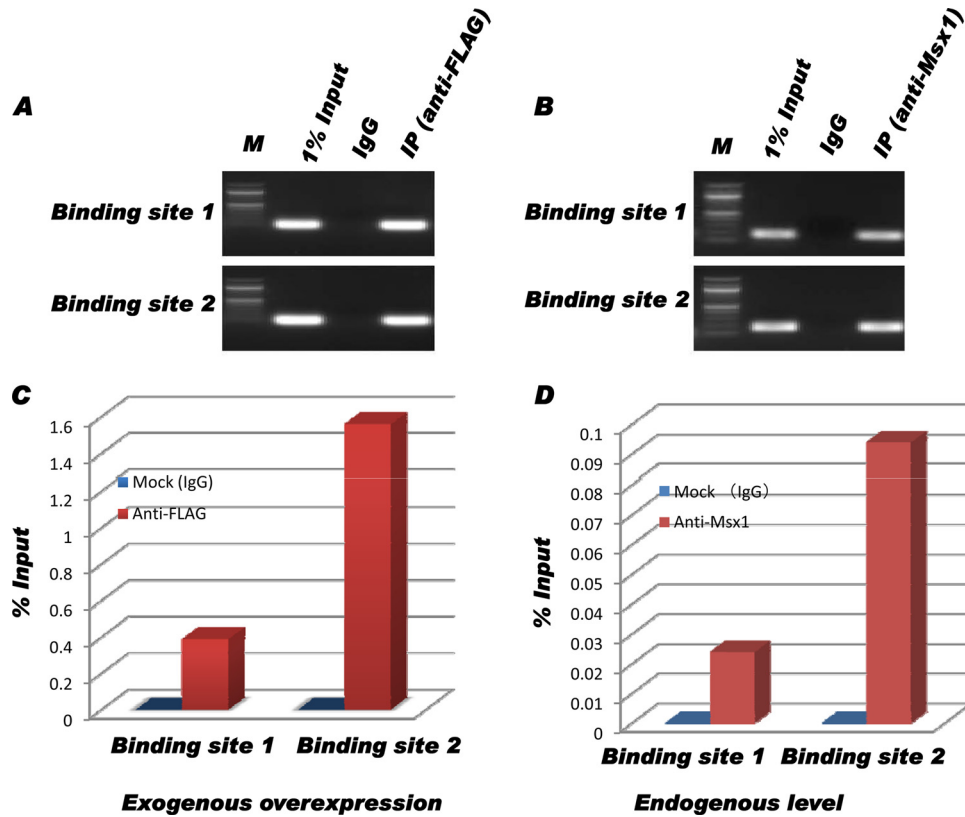 A
M
1% Input
IgG
IP (anti-FLAG)
Binding site 1
Binding site 2
B
M
1% Input
IgG
IP (anti-Msx1)
Binding site 1
Binding site 2
C
% Input
1.6
1.4
1.2
1
0.8
0.6
0.4
0.2
0
Mock (IgG)
Anti-FLAG
Binding site 1
Binding site 2
Exogenous overexpression
D
% Input
0.1
0.09
0.08
0.07
0.06
0.05
0.04
0.03
0.02
0.01
0
Mock （IgG）
Anti-Msx1
Binding site 1
Binding site 2
Endogenous level